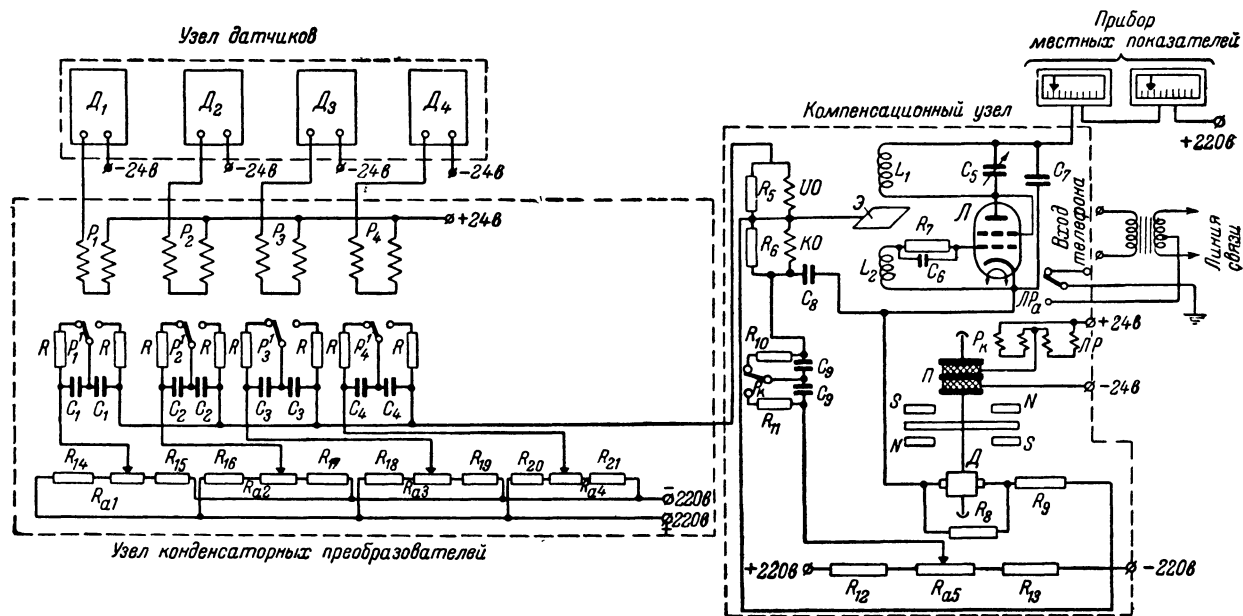 Узел датчиков
Прибор
местных показателей
Д1 Д2 Д3 Д4
-24в -24в -24в -24в
+220в
Компенсационный узел
+24в
P1 P2 P3 P4
R5 UO L1 C5 C7
Э Л
R6 KO R7
L2 C6
C8
Вход
телефона
Линия
связи
ЛРа
+24в
Рк ЛР
П
-24в
R P'1 R R P'2 R R P'3 R R P'4 R
C1 C1 C2 C2 C3 C3 C4 C4
R10 C9
Рк C9
R11
S N
N S
Д
R9
R8
R14 R15 R16 R17 R18 R19 R20 R21
Ra1 Ra2 Ra3 Ra4
- 220в
220в
+
Узел конденсаторных преобразователей
+220в R12 Ra5 R13 -220в